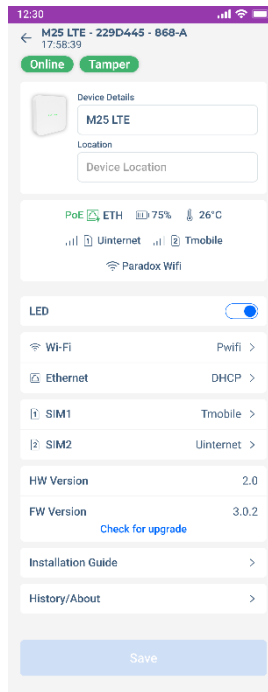 12:30
M25 LTE - 229D445 - 868-A
17:58:39
Online Tamper
Device Details
M25 LTE
Location
Device Location
PoE ETH 75% 26°C
1 Uinternet 2 Tmobile
Paradox Wifi
LED
Wi-Fi Pwifi >
Ethernet DHCP >
1 SIM1 Tmobile >
2 SIM2 Uinternet >
HW Version 2.0
FW Version 3.0.2
Check for upgrade
Installation Guide >
History/About >
Save